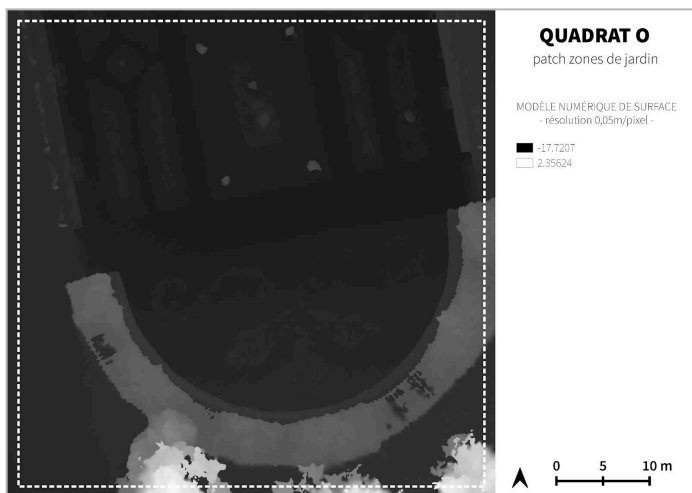 QUADRAT O
patch zones de jardin
MODÈLE NUMÉRIQUE DE SURFACE
- résolution 0,05m/pixel -
-17.7207
2.35624
0 5 10 m